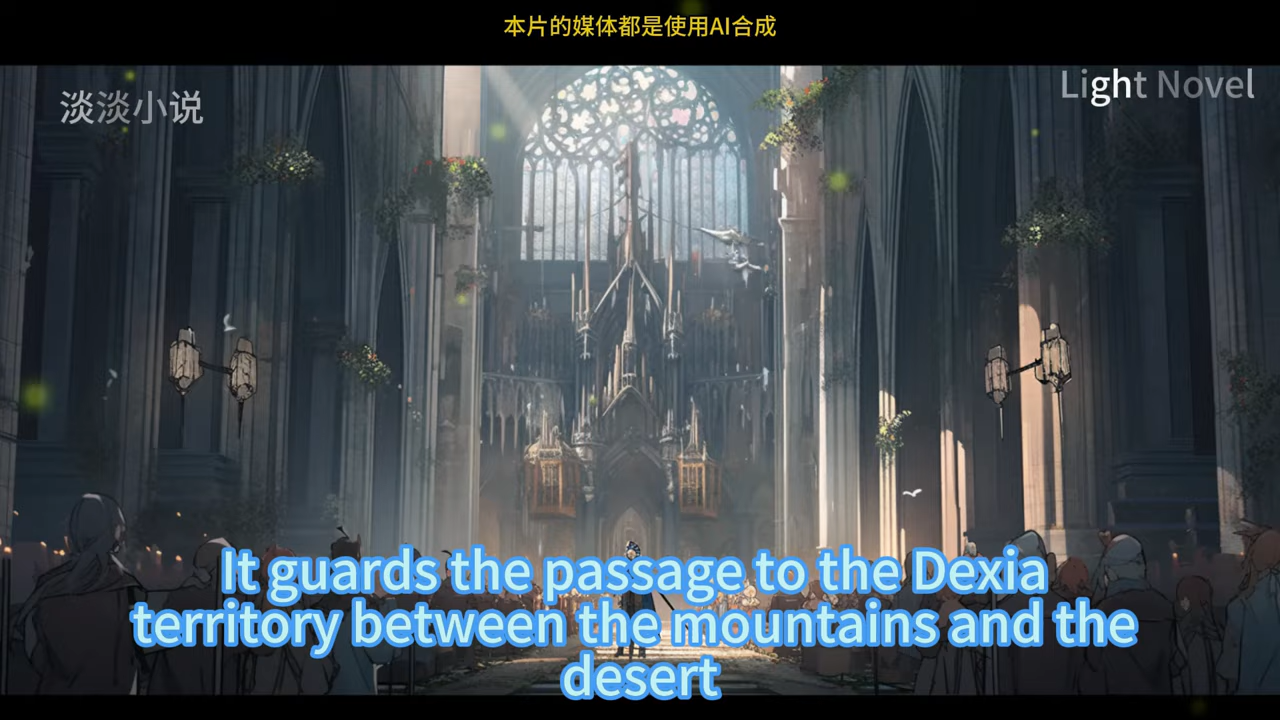 本片的媒体都是使用AI合成
淡淡小说
Light Novel
It guards the passage to the Dexia
territory between the mountains and the
desert